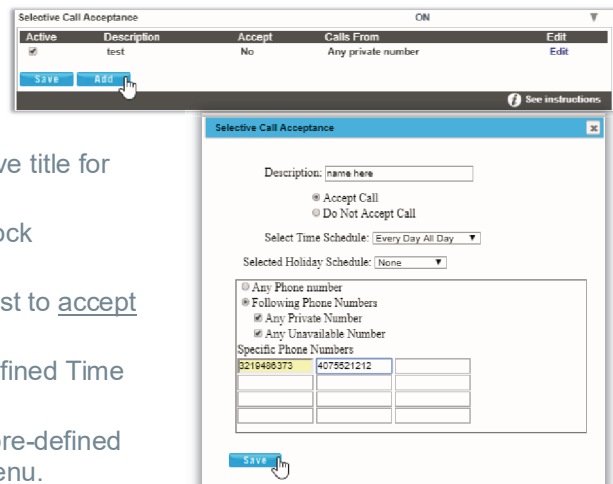 Selective Call Acceptance ON
Active Description Accept Calls From Edit
test No Any private number Edit
Save Add
See instructions
ve title for
ock
st to accept
fined Time
ore-defined
enu.
Selective Call Acceptance
Description: name here
Accept Call
Do Not Accept Call
Select Time Schedule: Every Day All Day
Selected Holiday Schedule: None
Any Phone number
Following Phone Numbers
Any Private Number
Any Unavailable Number
Specific Phone Numbers
3219486373 4075521212
Save